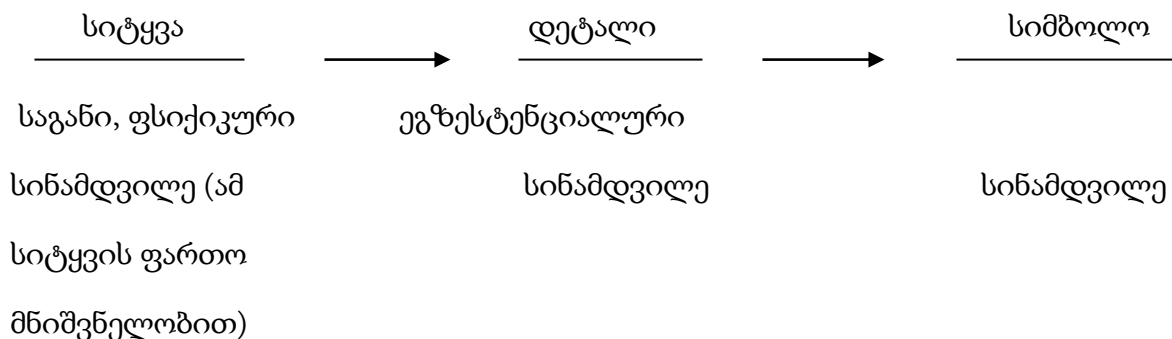 სიტყვა დეტალი სიმბოლო
საგანი, ფსიქიკური ეგზესტენციალური
სინამდვილე (ამ სინამდვილე სინამდვილე
სიტყვის ფართო
მნიშვნელობით)